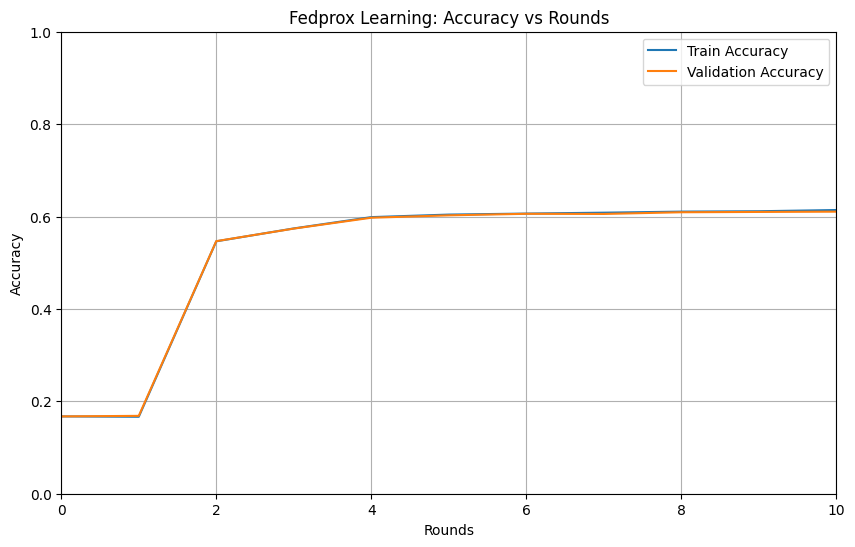 Fedprox Learning: Accuracy vs Rounds
Train Accuracy
Validation Accuracy
1.0
0.8
0.6
0.4
0.2
0.0
Accuracy
0 2 4 6 8 10
Rounds